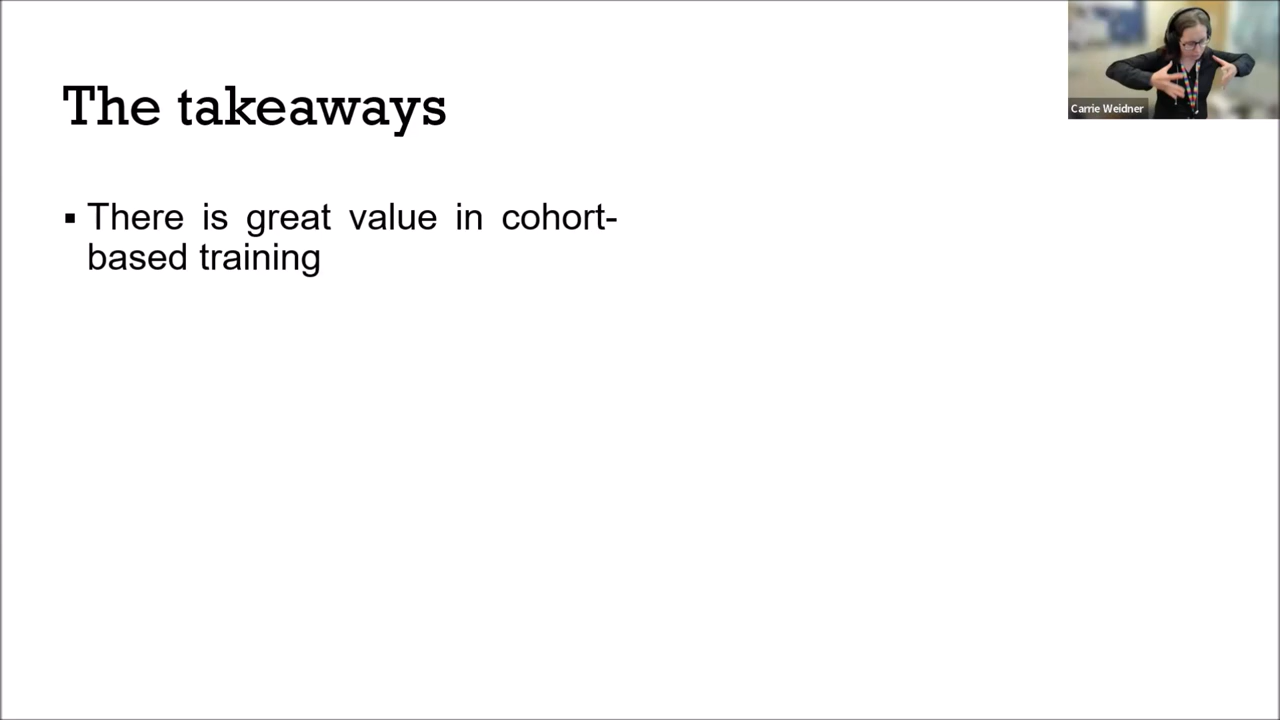 The takeaways
▪ There is great value in cohort-
based training
Carrie Weidner